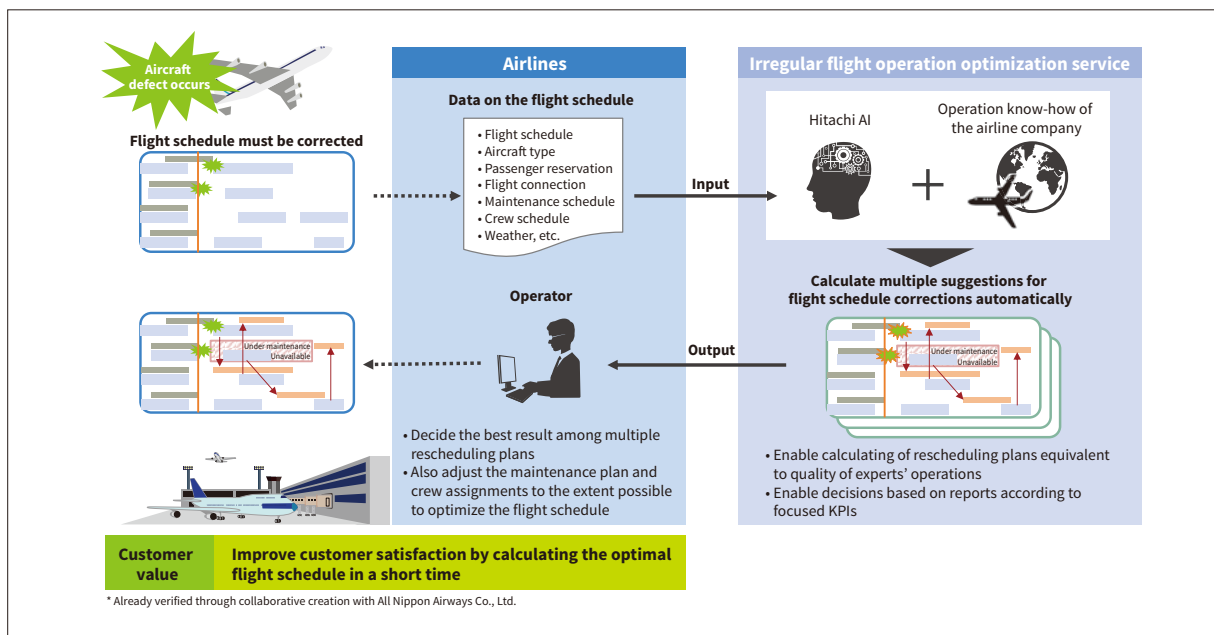 Aircraft
defect occurs
Flight schedule must be corrected
Airlines
Data on the flight schedule
• Flight schedule
• Aircraft type
• Passenger reservation
• Flight connection
• Maintenance schedule
• Crew schedule
• Weather, etc.
Input
Irregular flight operation optimization service
Hitachi AI
Operation know-how of
the airline company
+
Calculate multiple suggestions for
flight schedule corrections automatically
Under maintenance
Unavailable
• Enable calculating of rescheduling plans equivalent
to quality of experts' operations
• Enable decisions based on reports according to
focused KPIs
Output
Operator
• Decide the best result among multiple
rescheduling plans
• Also adjust the maintenance plan and
crew assignments to the extent possible
to optimize the flight schedule
Under maintenance
Unavailable
Customer
value
Improve customer satisfaction by calculating the optimal
flight schedule in a short time
* Already verified through collaborative creation with All Nippon Airways Co., Ltd.